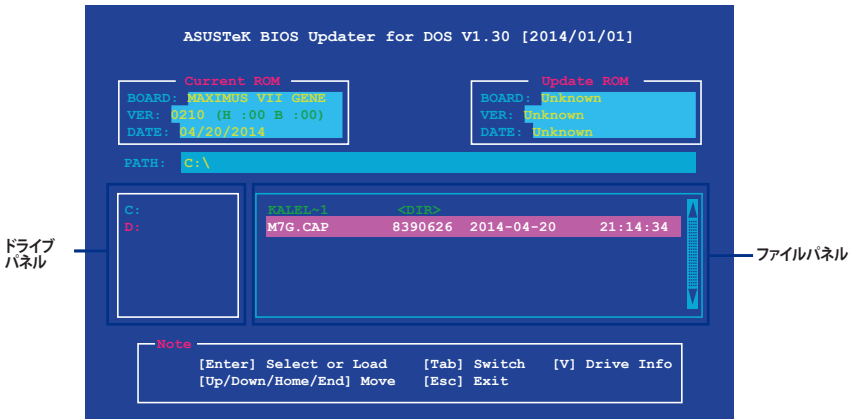 ASUSTeK BIOS Updater for DOS V1.30 [2014/01/01]
Current ROM
BOARD: MAXIMUS VII GENE
VER: 0210 (H :00 B :00)
DATE: 04/20/2014
Update ROM
BOARD: Unknown
VER: Unknown
DATE: Unknown
PATH: C:\
C:
D:
KALEL~1 <DIR>
M7G.CAP 8390626 2014-04-20 21:14:34
ドライブ
パネル
ファイルパネル
Note
[Enter] Select or Load [Tab] Switch [V] Drive Info
[Up/Down/Home/End] Move [Esc] Exit